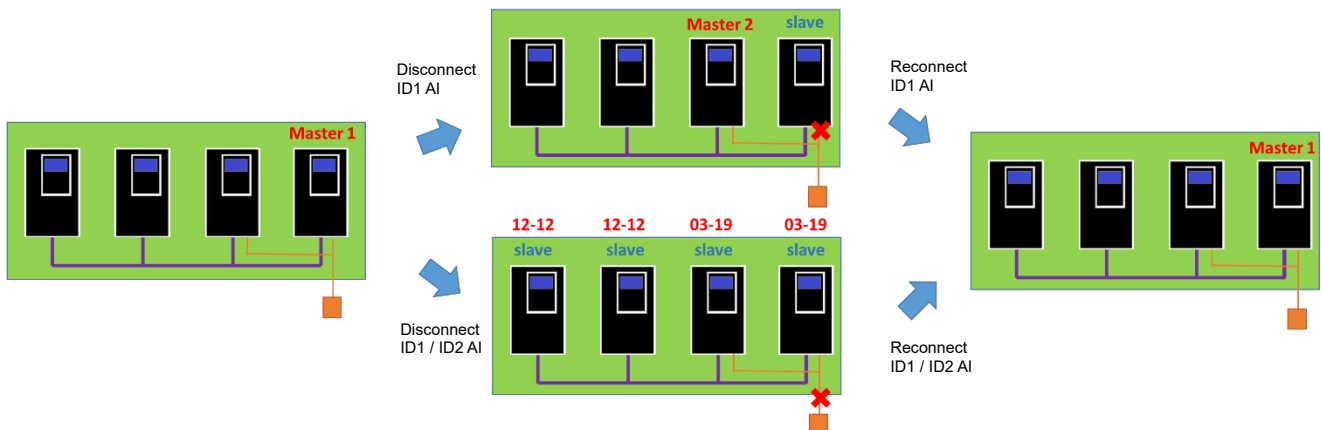 Master 1
Disconnect
ID1 AI
Master 2 slave
Reconnect
ID1 AI
Master 1
12-12 12-12 03-19 03-19
slave slave slave slave
Disconnect
ID1 / ID2 AI
Reconnect
ID1 / ID2 AI